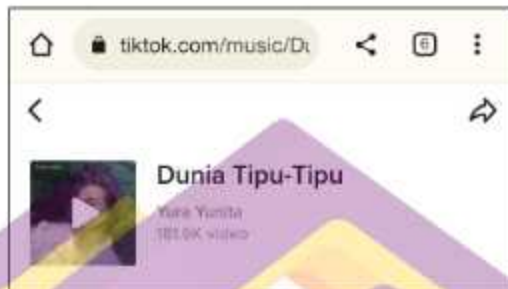 tiktok.com/music/Du
6
Dunia Tipu-Tipu
Yura Yunita
181.9K video